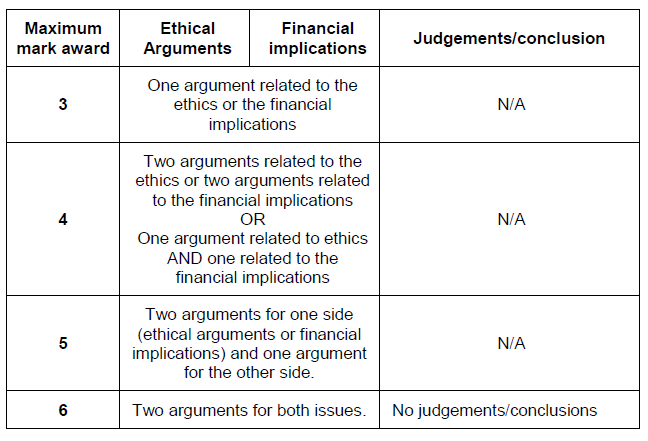 Maximum
mark award
Ethical
Arguments
Financial
implications
Judgements/conclusion
3
One argument related to the
ethics or the financial
implications
N/A
4
Two arguments related to the
ethics or two arguments related
to the financial implications
OR
One argument related to ethics
AND one related to the
financial implications
N/A
5
Two arguments for one side
(ethical arguments or financial
implications) and one argument
for the other side.
N/A
6
Two arguments for both issues.
No judgements/conclusions